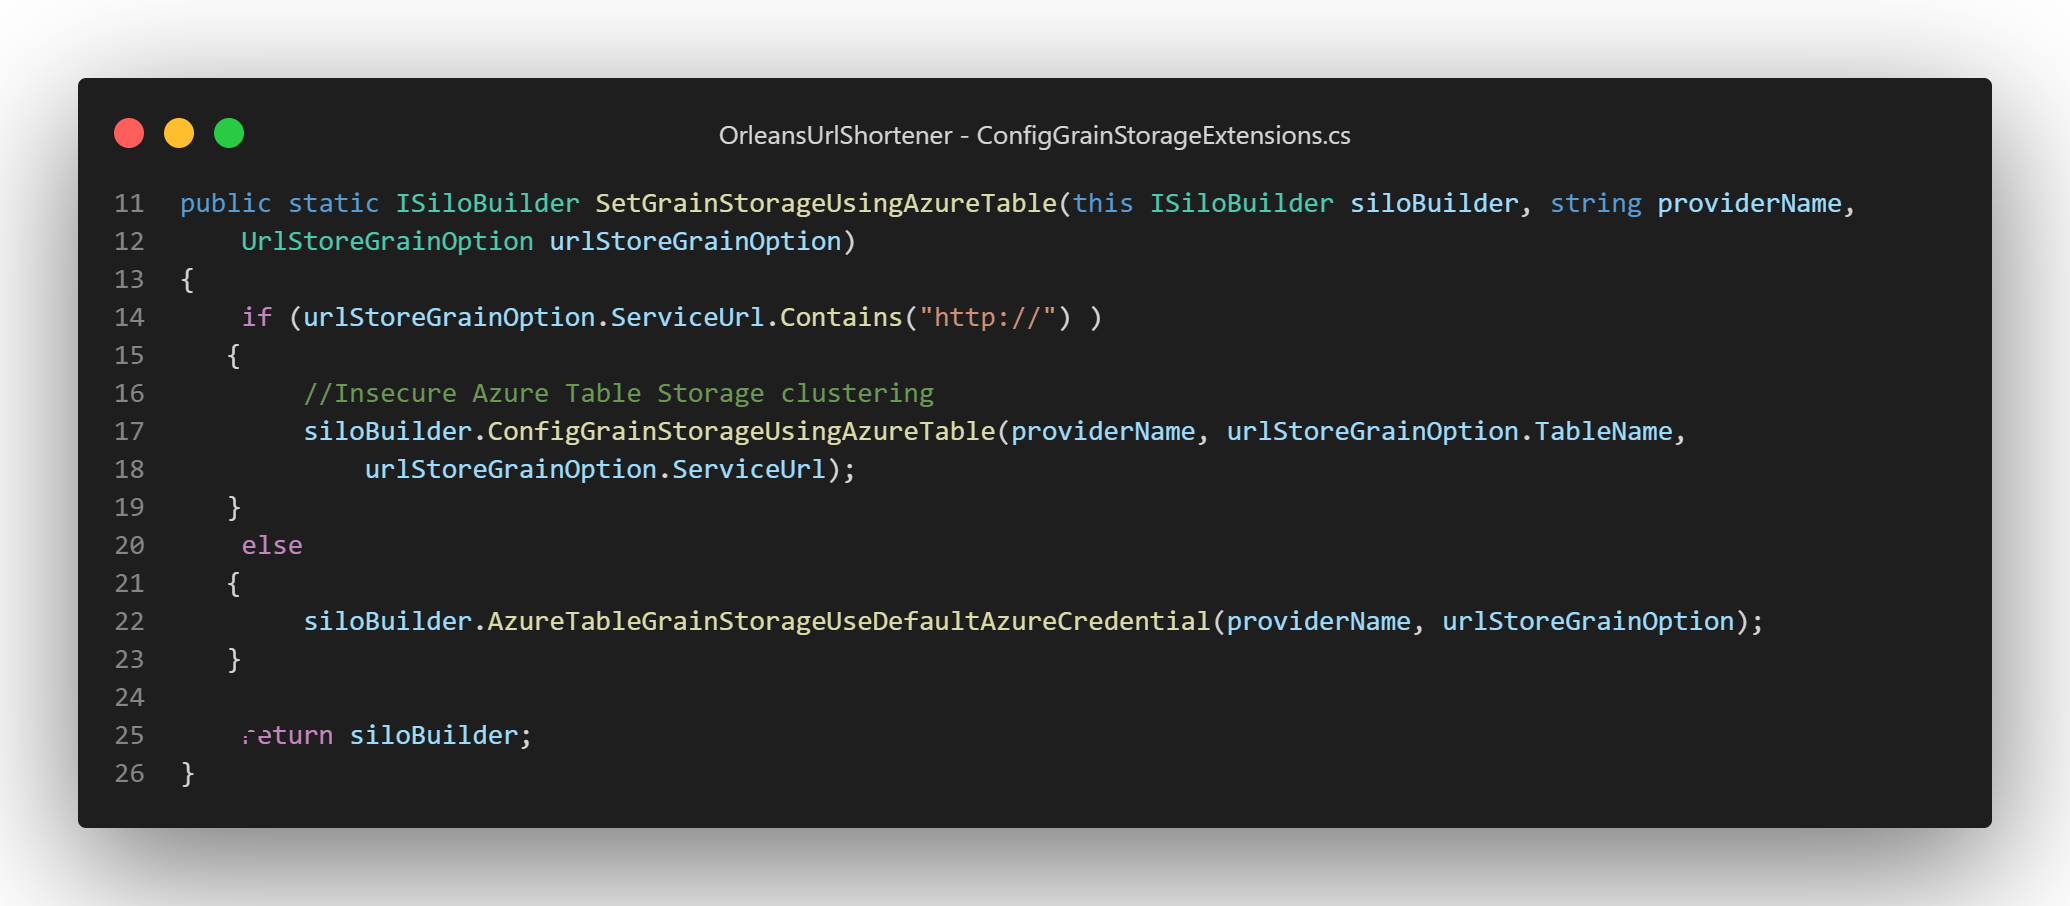 OrleansUrlShortener - ConfigGrainStorageExtensions.cs
11 public static ISiloBuilder SetGrainStorageUsingAzureTable(this ISiloBuilder siloBuilder, string providerName,
12     UrlStoreGrainOption urlStoreGrainOption)
13 {
14     if (urlStoreGrainOption.ServiceUrl.Contains("http://") )
15    {
16         //Insecure Azure Table Storage clustering
17         siloBuilder.ConfigGrainStorageUsingAzureTable(providerName, urlStoreGrainOption.TableName,
18             urlStoreGrainOption.ServiceUrl);
19    }
20     else
21    {
22         siloBuilder.AzureTableGrainStorageUseDefaultAzureCredential(providerName, urlStoreGrainOption);
23    }
24
25     return siloBuilder;
26 }